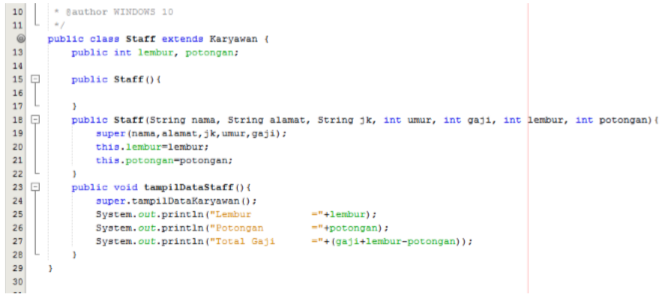 10 * @author WINDOWS 10
11 */
public class Staff extends Karyawan {
13 public int lembur, potongan;
14
15 public Staff(){
16
17 }
18 public Staff(String nama, String alamat, String jk, int umur, int gaji, int lembur, int potongan){
19 super(nama,alamat,jk,umur,gaji);
20 this.lembur=lembur;
21 this.potongan=potongan;
22 }
23 public void tampilDataStaff(){
24 super.tampilDataKaryawan();
25 System.out.println("Lembur ="+lembur);
26 System.out.println("Potongan ="+potongan);
27 System.out.println("Total Gaji ="+(gaji+lembur-potongan));
28 }
29 }
30